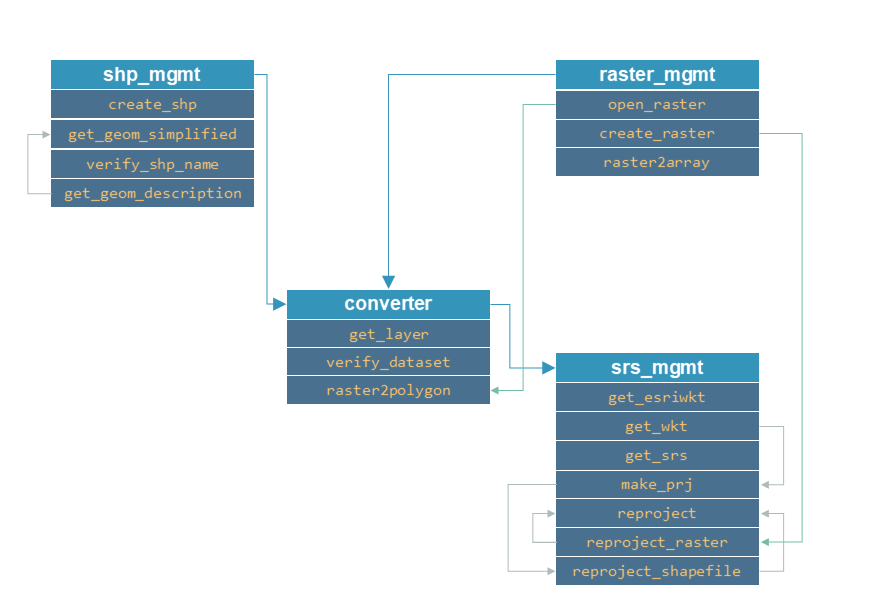 shp_mgmt
create_shp
get_geom_simplified
verify_shp_name
get_geom_description
raster_mgmt
open_raster
create_raster
raster2array
converter
get_layer
verify_dataset
raster2polygon
srs_mgmt
get_esriwkt
get_wkt
get_srs
make_prj
reproject
reproject_raster
reproject_shapefile